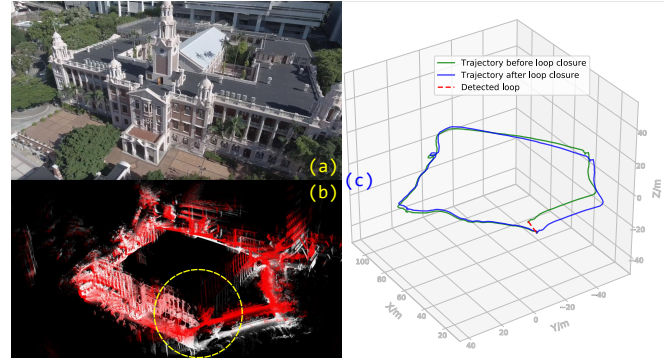 (a)
(b)
(c)
Trajectory before loop closure
Trajectory after loop closure
Detected loop
40
20
0
−20
−40
Z/m
100
80
60
40
20
X/m
40
20
0
−20
−40
Y/m